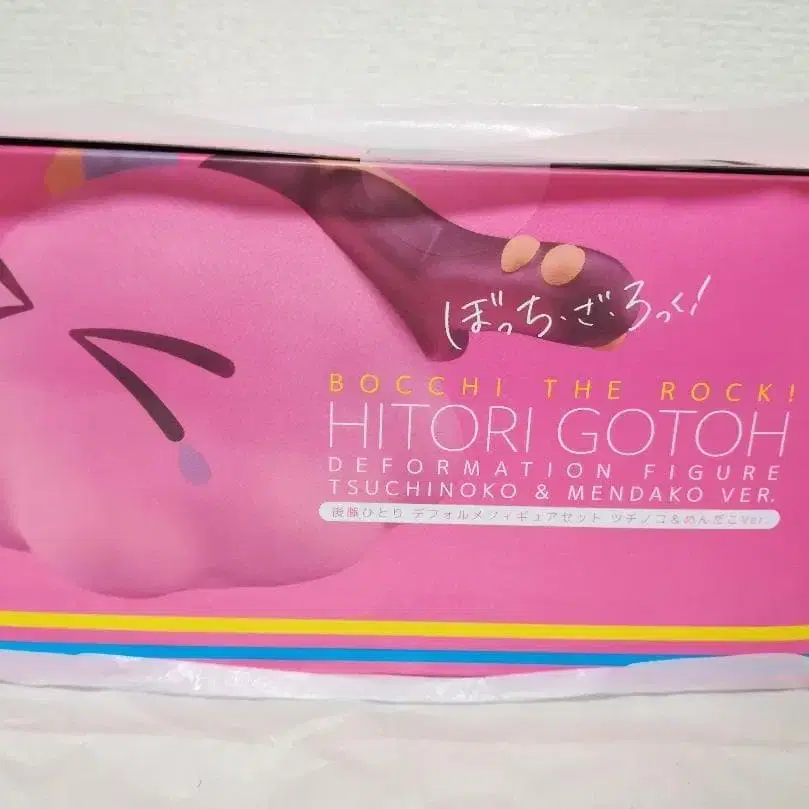 ぼっち・ざ・ろっく!
BOCCHI THE ROCK!
HITORI GOTOH
DEFORMATION FIGURE
TSUCHINOKO & MENDAKO VER.
後藤ひとり デフォルメフィギュアセット ツチノコ&めんだこVer.